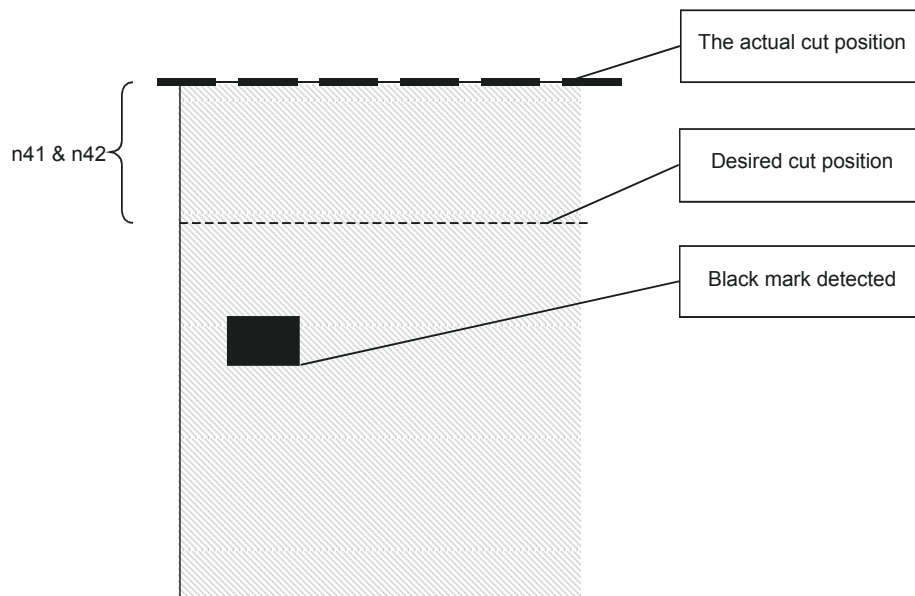 The actual cut position
n41 & n42
Desired cut position
Black mark detected